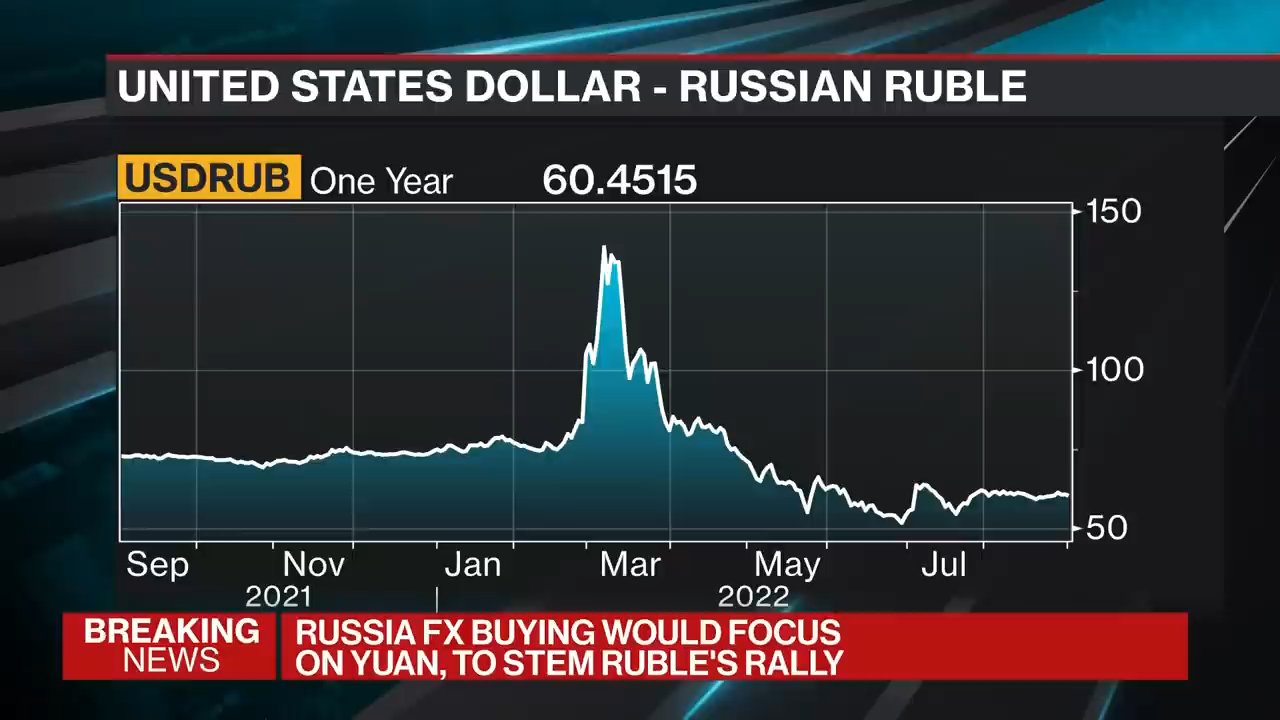 UNITED STATES DOLLAR - RUSSIAN RUBLE
USDRUB One Year 60.4515
150
100
50
Sep Nov Jan Mar May Jul
2021 2022
BREAKING
NEWS
RUSSIA FX BUYING WOULD FOCUS
ON YUAN, TO STEM RUBLE'S RALLY